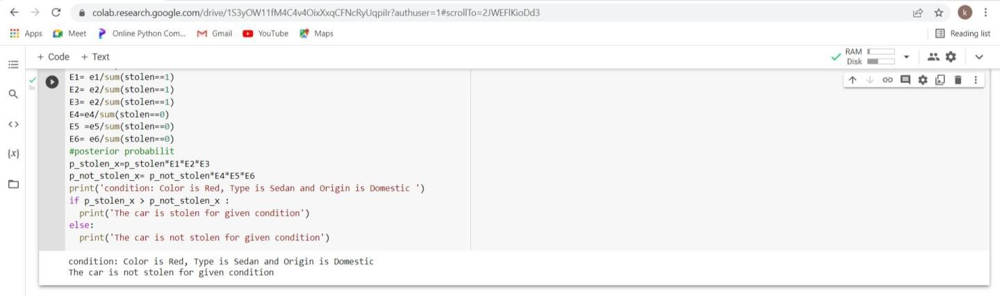 colab.research.google.com/drive/1S3yOW11fM4C4v4OixXxqCFNcRyUqpilr?authuser=1#scrollTo=2JWEFlKioDd3
k
Apps Meet Online Python Com... Gmail YouTube Maps Reading list
+ Code + Text
RAM
Disk
E1= e1/sum(stolen==1)
0s
E2= e2/sum(stolen==1)
E3= e2/sum(stolen==1)
E4=e4/sum(stolen==0)
E5 =e5/sum(stolen==0)
E6= e6/sum(stolen==0)
#posterior probabilit
p_stolen_x=p_stolen*E1*E2*E3
p_not_stolen_x= p_not_stolen*E4*E5*E6
print('condition: Color is Red, Type is Sedan and Origin is Domestic ')
if p_stolen_x > p_not_stolen_x :
  print('The car is stolen for given condition')
else:
  print('The car is not stolen for given condition')
condition: Color is Red, Type is Sedan and Origin is Domestic
The car is not stolen for given condition